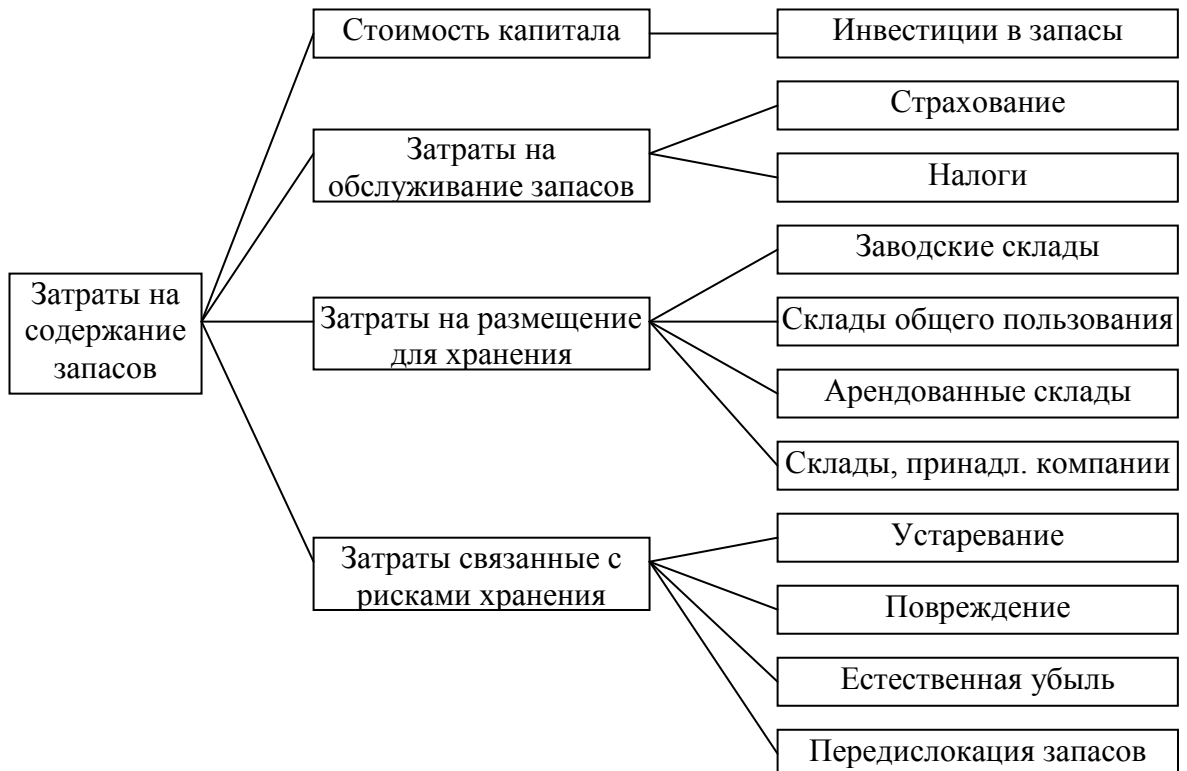 Затраты на
содержание
запасов
Стоимость капитала
Инвестиции в запасы
Затраты на
обслуживание запасов
Страхование
Налоги
Затраты на размещение
для хранения
Заводские склады
Склады общего пользования
Арендованные склады
Склады, принадл. компании
Затраты связанные с
рисками хранения
Устаревание
Повреждение
Естественная убыль
Передислокация запасов